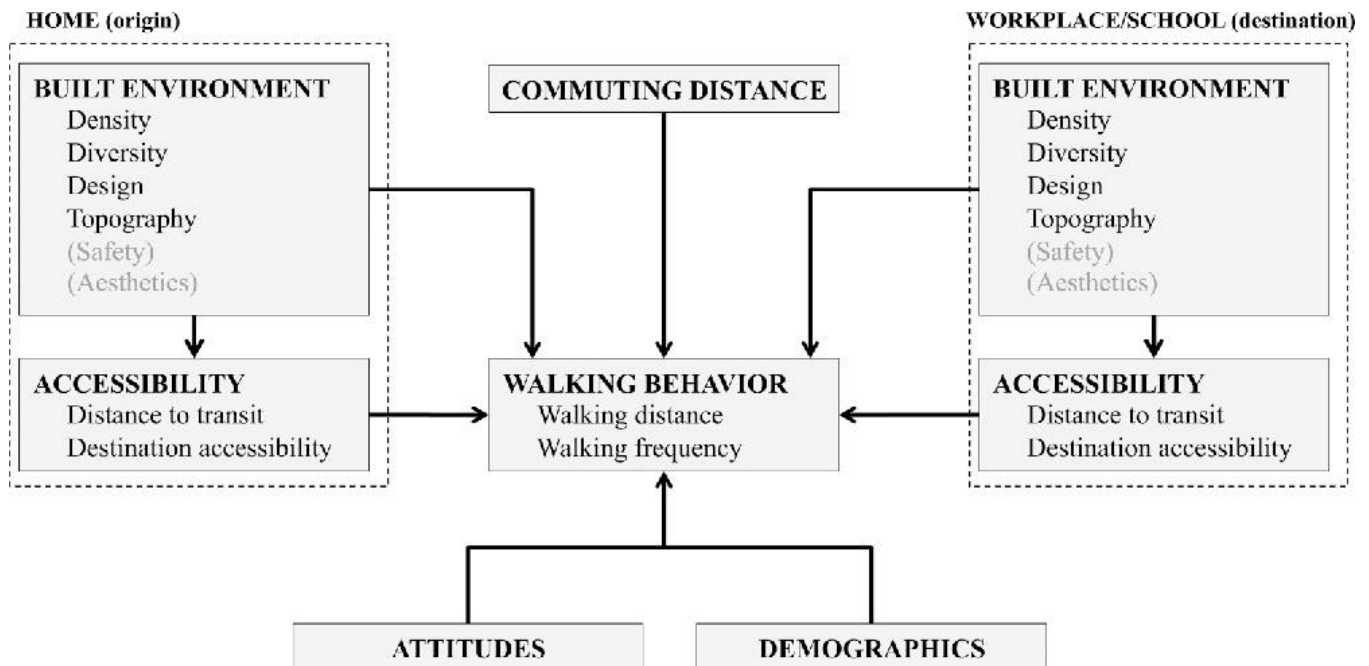 HOME (origin)
BUILT ENVIRONMENT
Density
Diversity
Design
Topography
(Safety)
(Aesthetics)
ACCESSIBILITY
Distance to transit
Destination accessibility
COMMUTING DISTANCE
WALKING BEHAVIOR
Walking distance
Walking frequency
ATTITUDES
DEMOGRAPHICS
WORKPLACE/SCHOOL (destination)
BUILT ENVIRONMENT
Density
Diversity
Design
Topography
(Safety)
(Aesthetics)
ACCESSIBILITY
Distance to transit
Destination accessibility